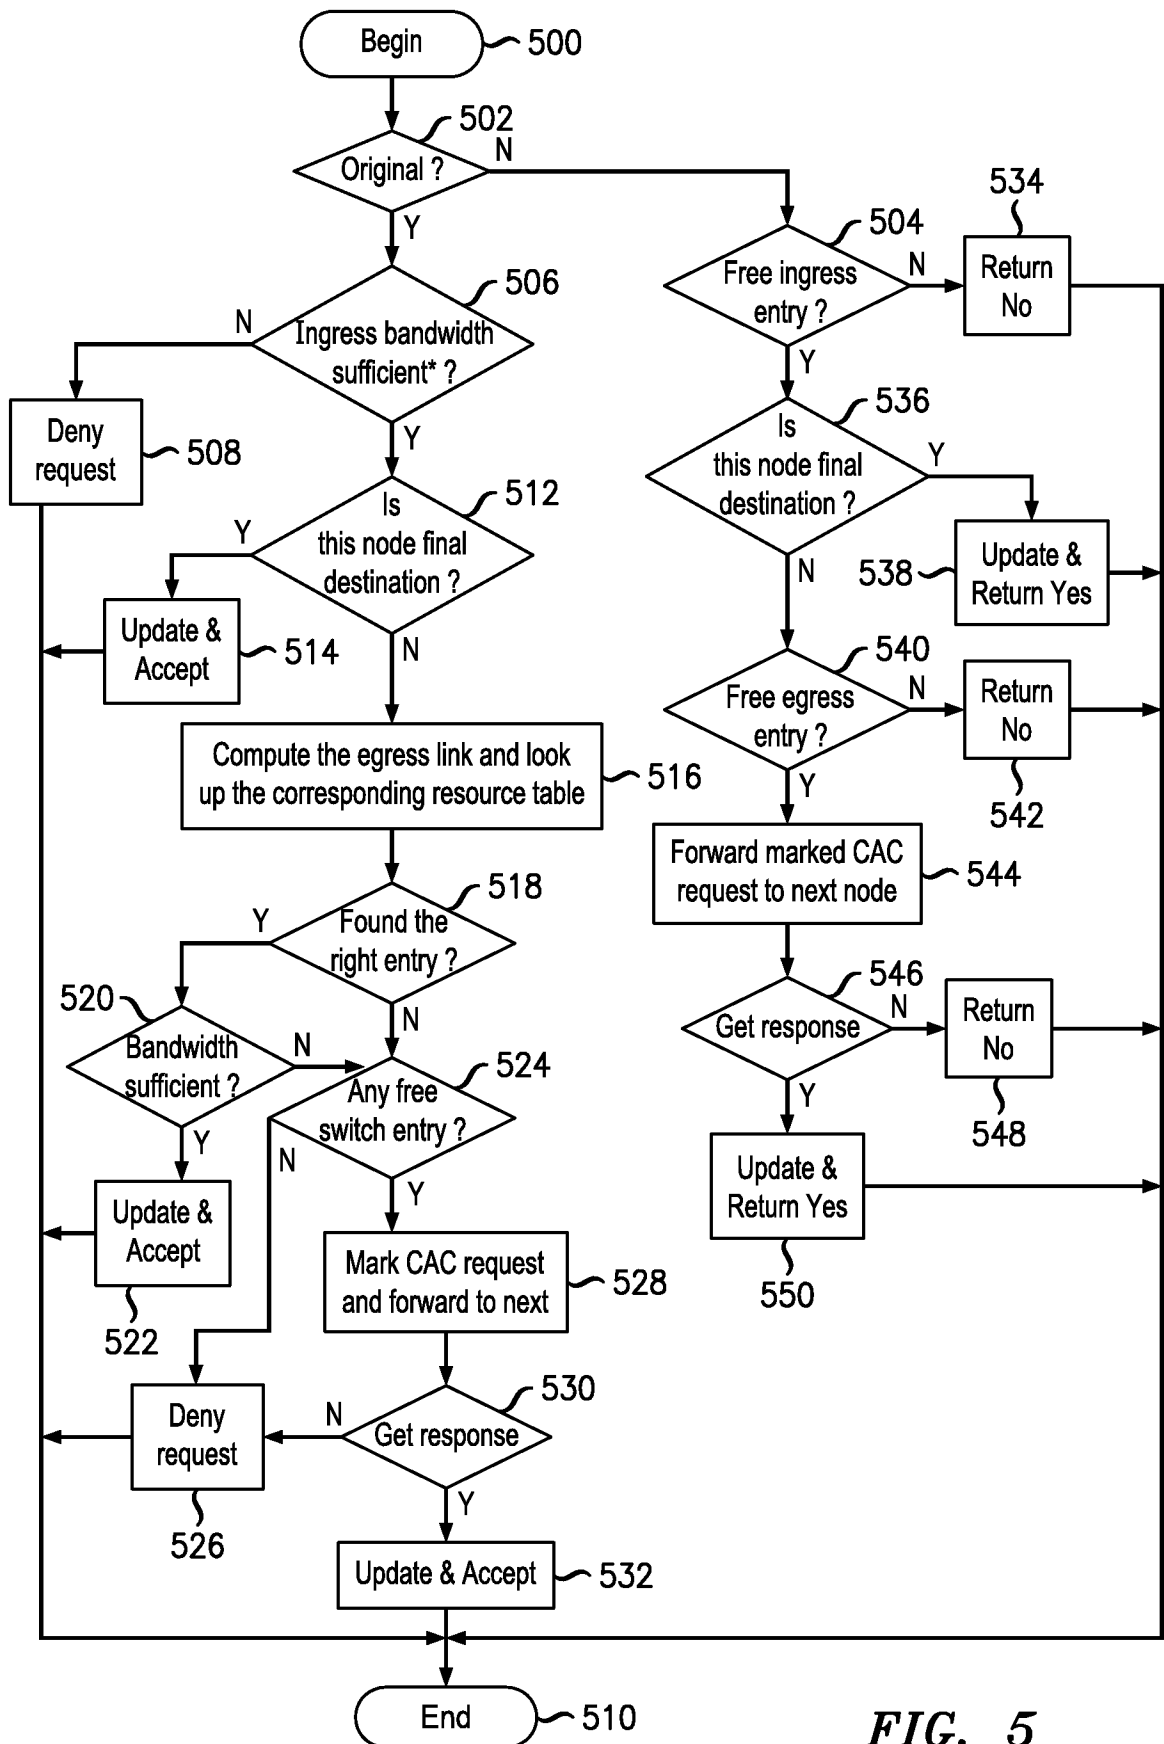 Begin
500
502
Original ?
N
Y
534
504
Free ingress
entry ?
N
Return
No
506
N
Ingress bandwidth
sufficient* ?
Y
Y
536
Deny
request
508
Is
this node final
destination ?
Y
512
Is
this node final
destination ?
Y
538
Update &
Return Yes
N
Update &
Accept
514
N
540
Free egress
entry ?
N
Return
No
542
Y
Compute the egress link and look
up the corresponding resource table
516
Forward marked CAC
request to next node
544
518
Found the
right entry ?
Y
N
546
Get response
N
Return
No
548
Y
520
Bandwidth
sufficient ?
N
Y
524
Any free
switch entry ?
N
Y
Update &
Return Yes
550
Update &
Accept
522
Mark CAC request
and forward to next
528
530
Get response
N
Y
Deny
request
526
Update & Accept
532
End
510
FIG. 5